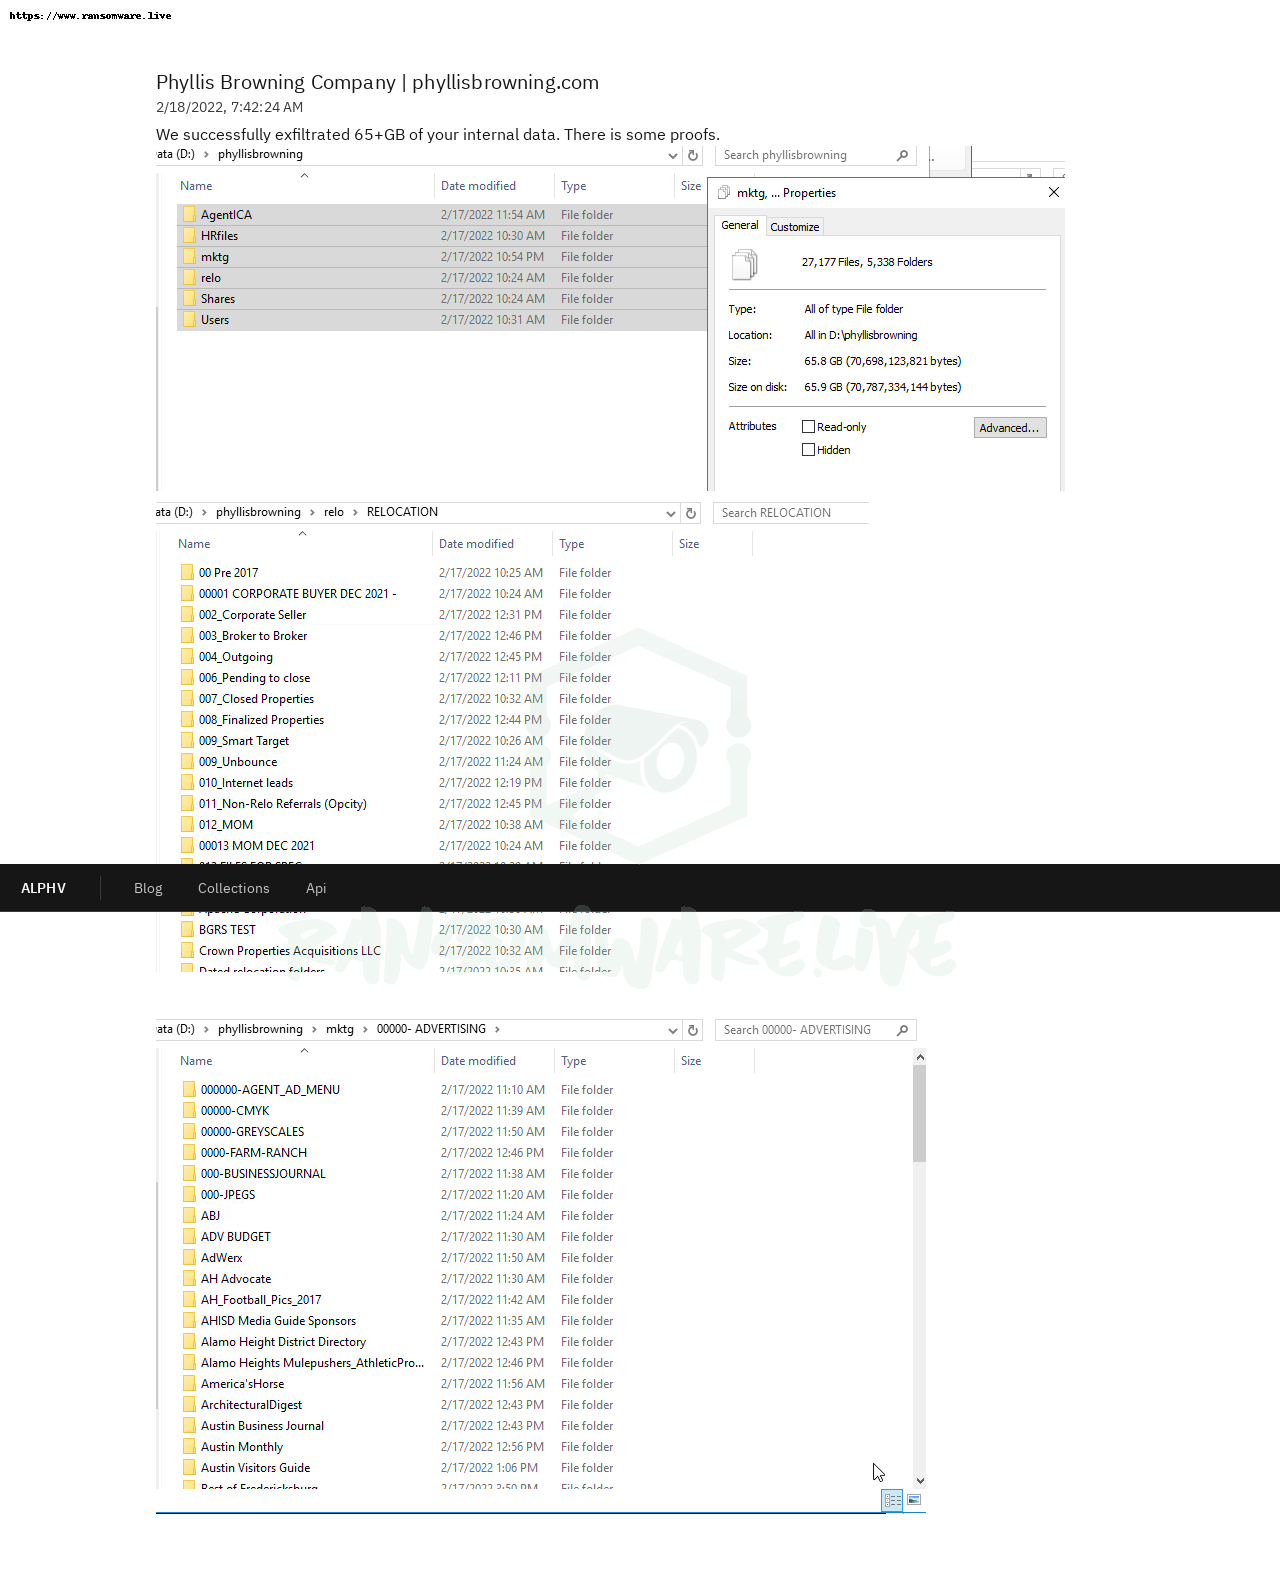 https://www.ransomware.live
Phyllis Browning Company | phyllisbrowning.com
2/18/2022, 7:42:24 AM
We successfully exfiltrated 65+GB of your internal data. There is some proofs.
ata (D:) > phyllisbrowning
Search phyllisbrowning
Name Date modified Type Size
AgentICA 2/17/2022 11:54 AM File folder
HRfiles 2/17/2022 10:30 AM File folder
mktg 2/17/2022 10:54 PM File folder
relo 2/17/2022 10:24 AM File folder
Shares 2/17/2022 10:24 AM File folder
Users 2/17/2022 10:31 AM File folder
mktg, ... Properties
General Customize
27,177 Files, 5,338 Folders
Type: All of type File folder
Location: All in D:\phyllisbrowning
Size: 65.8 GB (70,698,123,821 bytes)
Size on disk: 65.9 GB (70,787,334,144 bytes)
Attributes Read-only Advanced...
Hidden
ata (D:) > phyllisbrowning > relo > RELOCATION
Search RELOCATION
Name Date modified Type Size
00 Pre 2017 2/17/2022 10:25 AM File folder
00001 CORPORATE BUYER DEC 2021 - 2/17/2022 10:24 AM File folder
002_Corporate Seller 2/17/2022 12:31 PM File folder
003_Broker to Broker 2/17/2022 12:46 PM File folder
004_Outgoing 2/17/2022 12:45 PM File folder
006_Pending to close 2/17/2022 12:11 PM File folder
007_Closed Properties 2/17/2022 10:32 AM File folder
008_Finalized Properties 2/17/2022 12:44 PM File folder
009_Smart Target 2/17/2022 10:26 AM File folder
009_Unbounce 2/17/2022 11:24 AM File folder
010_Internet leads 2/17/2022 12:19 PM File folder
011_Non-Relo Referrals (Opcity) 2/17/2022 12:45 PM File folder
012_MOM 2/17/2022 10:38 AM File folder
00013 MOM DEC 2021 2/17/2022 10:24 AM File folder
ALPHV Blog Collections Api
BGRS TEST 2/17/2022 10:30 AM File folder
Crown Properties Acquisitions LLC 2/17/2022 10:32 AM File folder
Dated relocation folders 2/17/2022 10:35 AM File folder
RANSOMWARE.LIVE
ata (D:) > phyllisbrowning > mktg > 00000- ADVERTISING >
Search 00000- ADVERTISING
Name Date modified Type Size
000000-AGENT_AD_MENU 2/17/2022 11:10 AM File folder
00000-CMYK 2/17/2022 11:39 AM File folder
00000-GREYSCALES 2/17/2022 11:50 AM File folder
0000-FARM-RANCH 2/17/2022 12:46 PM File folder
000-BUSINESSJOURNAL 2/17/2022 11:38 AM File folder
000-JPEGS 2/17/2022 11:20 AM File folder
ABJ 2/17/2022 11:24 AM File folder
ADV BUDGET 2/17/2022 11:30 AM File folder
AdWerx 2/17/2022 11:50 AM File folder
AH Advocate 2/17/2022 11:30 AM File folder
AH_Football_Pics_2017 2/17/2022 11:42 AM File folder
AHISD Media Guide Sponsors 2/17/2022 11:35 AM File folder
Alamo Height District Directory 2/17/2022 12:43 PM File folder
Alamo Heights Mulepushers_AthleticPro... 2/17/2022 12:46 PM File folder
America'sHorse 2/17/2022 11:56 AM File folder
ArchitecturalDigest 2/17/2022 12:43 PM File folder
Austin Business Journal 2/17/2022 12:43 PM File folder
Austin Monthly 2/17/2022 12:56 PM File folder
Austin Visitors Guide 2/17/2022 1:06 PM File folder
Best of Fredericksburg 2/17/2022 3:50 PM File folder